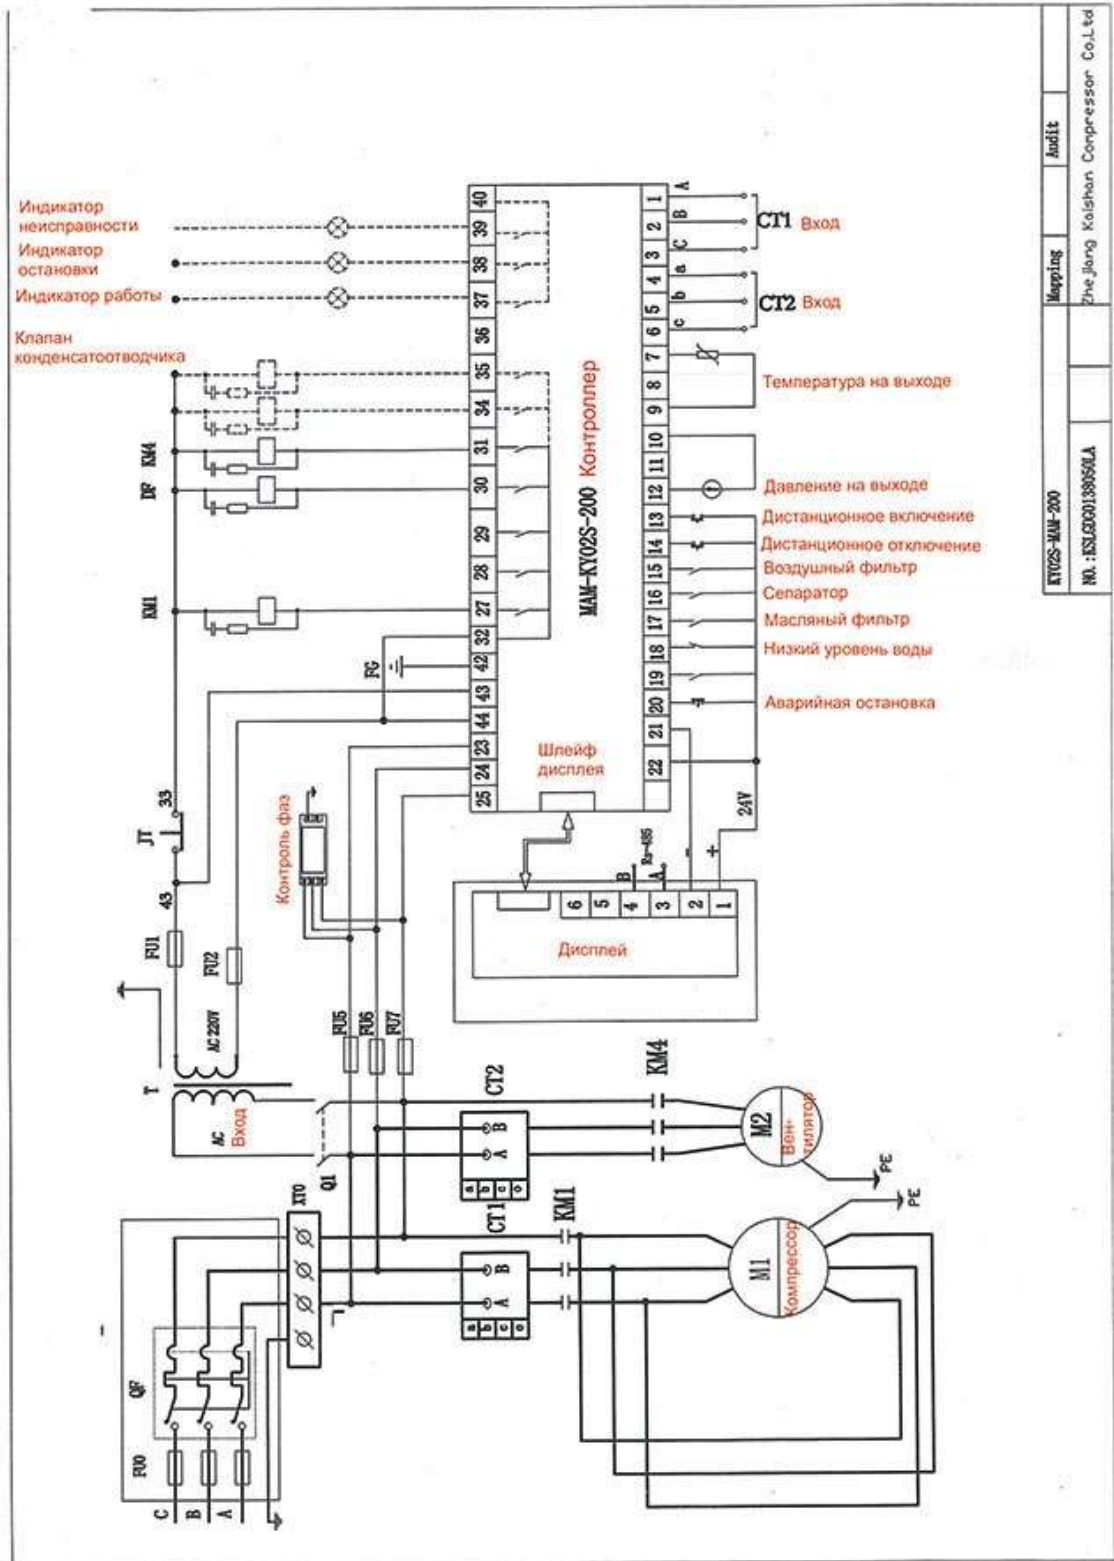 Индикатор
неисправности
Индикатор
остановки
Индикатор работы
Клапан
конденсатоотводчика
KM4
DF
KM1
FG
JT
33
43
FU1
FU2
AC 220V
T
AC
Вход
Q1
XT0
QF
FU0
C
B
A
40
39
38
37
36
35
34
31
30
29
28
27
32
42
43
44
23
24
25
MAM-KY02S-200 Контроллер
Шлейф
дисплея
1
2
3
4
5
6
7
8
9
10
11
12
13
14
15
16
17
18
19
20
21
22
A
B
C
a
b
c
CT1 Вход
CT2 Вход
Температура на выходе
Давление на выходе
Дистанционное включение
Дистанционное отключение
Воздушный фильтр
Сепаратор
Масляный фильтр
Низкий уровень воды
Аварийная остановка
24V
Контроль фаз
FU5
FU6
FU7
6
5
4
3
2
1
B
A
Rs-485
-
+
Дисплей
CT2
B
A
a
b
c
o
KM4
M2
Вен-
тилятор
PE
CT1
B
A
a
b
c
o
KM1
M1
Компрессор
PE
KY02S-MAM-200
Mapping
Audit
NO.:KSLGDG0138050LA
Zhejiang Kaishan Conpressor Co,Ltd